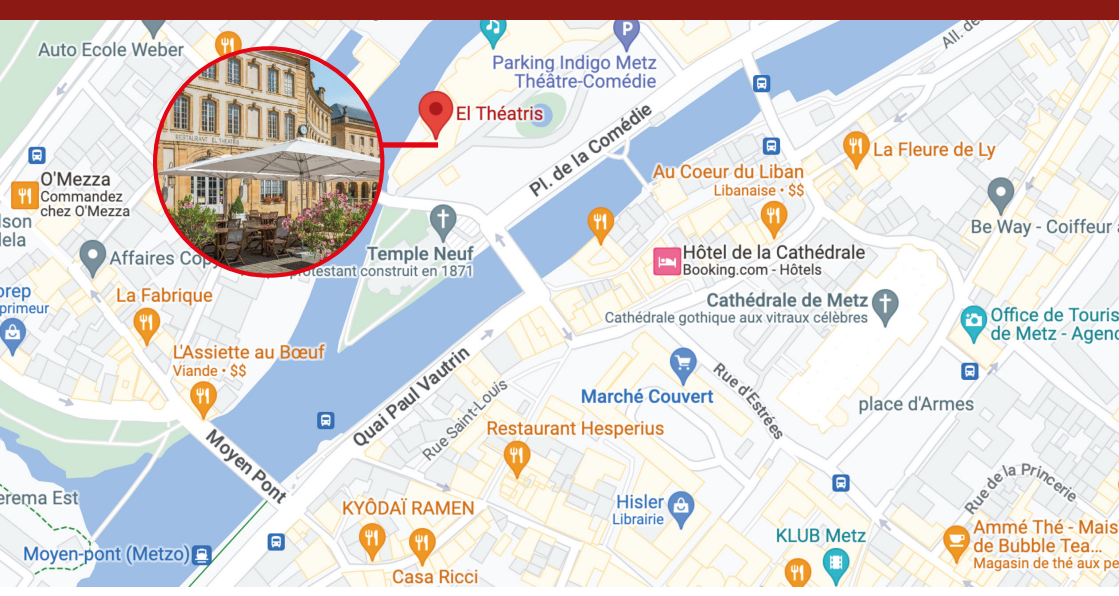 Auto Ecole Weber
Parking Indigo Metz
Théâtre-Comédie
All. de
El Théatris
RESTAURANT EL THEATRIS
Pl. de la Comédie
La Fleure de Ly
O'Mezza
Commandez
chez O'Mezza
Au Coeur du Liban
Libanaise • $$
Be Way - Coiffeur
Affaires Copy
Temple Neuf
protestant construit en 1871
Hôtel de la Cathédrale
Booking.com - Hôtels
La Fabrique
Cathédrale de Metz
Cathédrale gothique aux vitraux célèbres
Office de Touris
de Metz - Agenc
L'Assiette au Bœuf
Viande • $$
Quai Paul Vautrin
Marché Couvert
Rue d'Estrées
place d'Armes
Rue Saint-Louis
Restaurant Hesperius
Moyen Pont
Rue de la Princerie
erema Est
KYÔDAÏ RAMEN
Hisler
Librairie
KLUB Metz
Ammé Thé - Mais
de Bubble Tea...
Magasin de thé aux pe
Moyen-pont (Metzo)
Casa Ricci